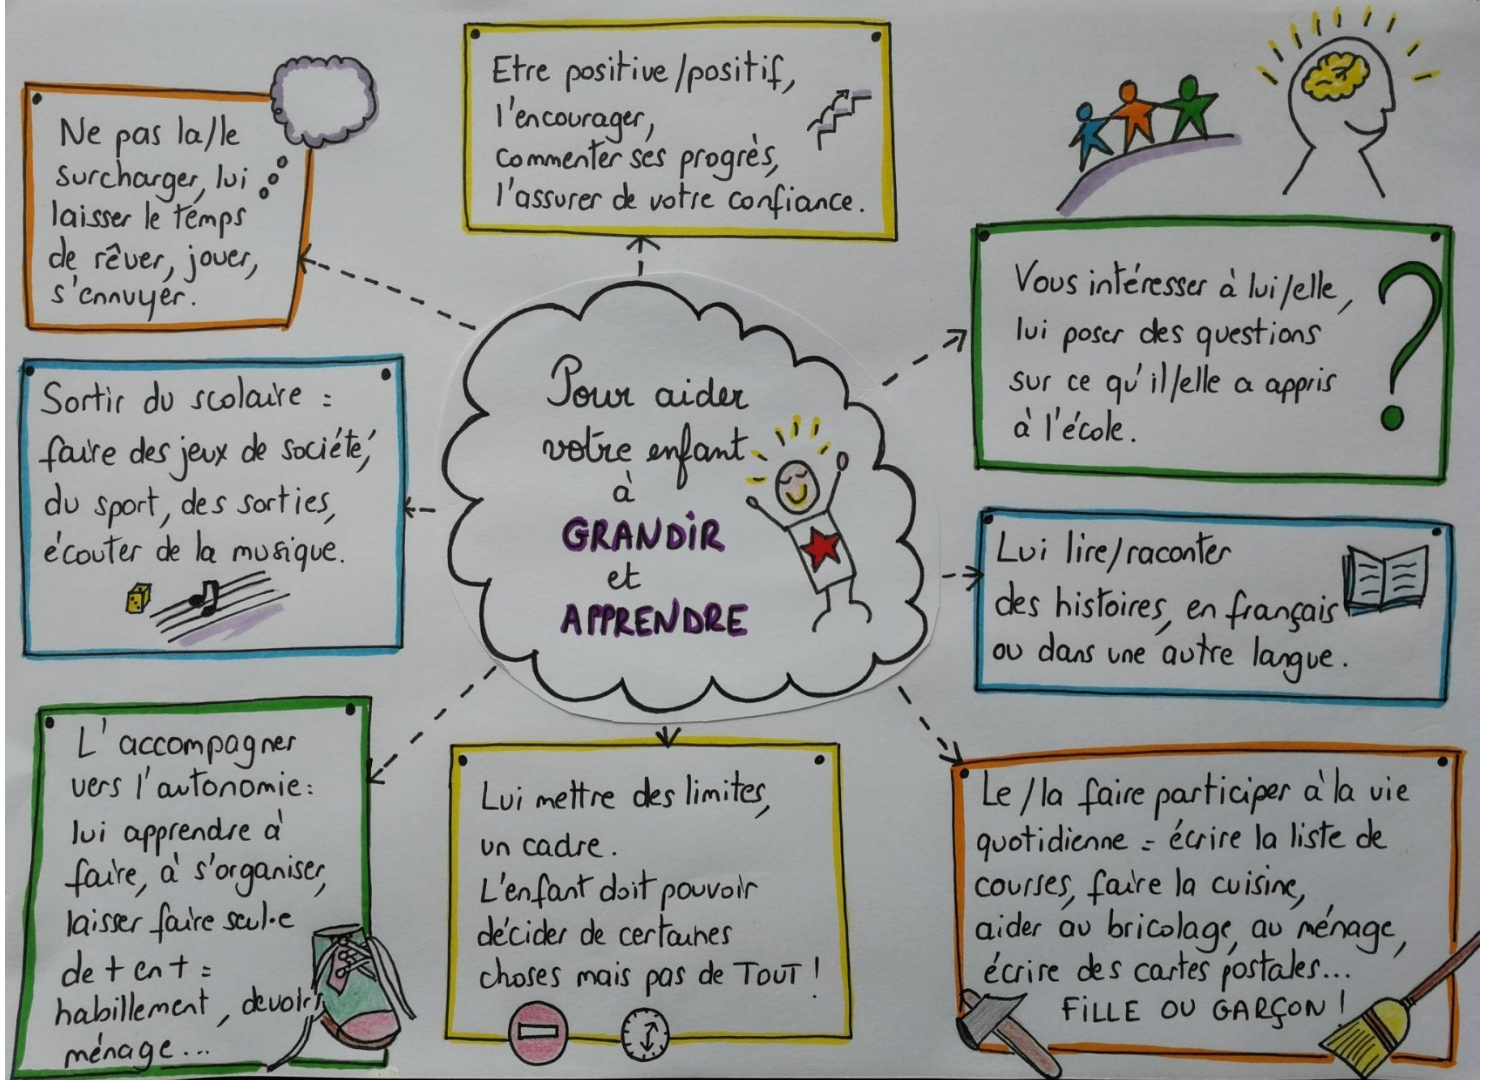 Pour aider
votre enfant
à
GRANDIR
et
APPRENDRE
Etre positive/positif,
l'encourager,
commenter ses progrès,
l'assurer de votre confiance.
Vous intéresser à lui/elle,
lui poser des questions
sur ce qu'il/elle a appris
à l'école.
Lui lire/raconter
des histoires, en français
ou dans une autre langue.
Le/la faire participer à la vie
quotidienne = écrire la liste de
courses, faire la cuisine,
aider au bricolage, au ménage,
écrire des cartes postales...
FILLE OU GARÇON !
Lui mettre des limites,
un cadre.
L'enfant doit pouvoir
décider de certaines
choses mais pas de TOUT !
L'accompagner
vers l'autonomie :
lui apprendre à
faire, à s'organiser,
laisser faire seul·e
de + en + =
habillement, devoirs,
ménage...
Sortir du scolaire =
faire des jeux de société,
du sport, des sorties,
écouter de la musique.
Ne pas la/le
surcharger, lui
laisser le temps
de rêver, jouer,
s'ennuyer.